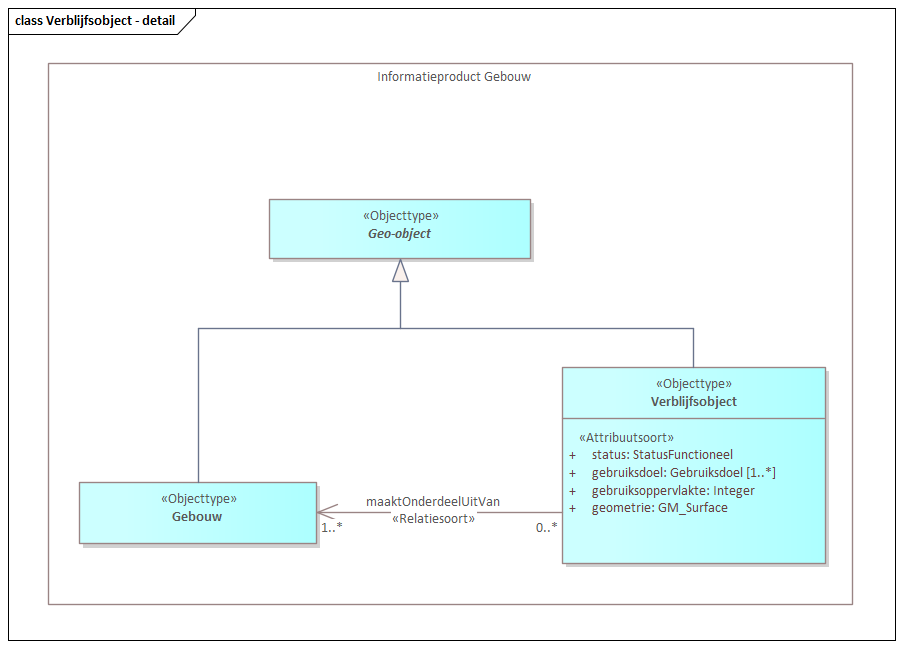 class Verblijfsobject - detail
Informatieproduct Gebouw
«Objecttype»
Geo-object
«Objecttype»
Verblijfsobject
«Attribuutsoort»
+ status: StatusFunctioneel
+ gebruiksdoel: Gebruiksdoel [1..*]
+ gebruiksoppervlakte: Integer
+ geometrie: GM_Surface
«Objecttype»
Gebouw
maaktOnderdeelUitVan
«Relatiesoort»
1..*
0..*